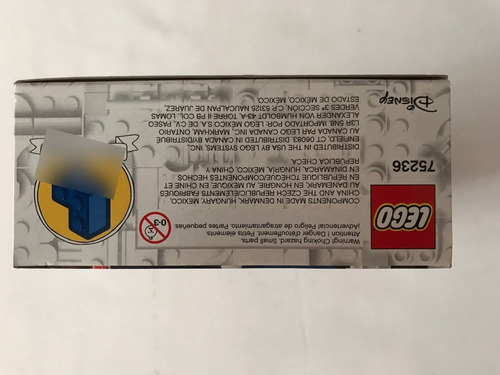 LEGO
75236
Disney
Warning! Choking hazard. Small parts.
Attention ! Danger d'étouffement. Petits éléments.
¡Advertencia! Peligro de atragantamiento. Partes pequeñas.
0-3
COMPONENTS MADE IN DENMARK, HUNGARY, MEXICO,
CHINA AND THE CZECH REPUBLIC/ELEMENTS FABRIQUÉS
AU DANEMARK, EN HONGRIE, AU MEXIQUE, EN CHINE ET EN
RÉPUBLIQUE TCHÈQUE/COMPONENTES HECHOS
EN DINAMARCA, HUNGRÍA, MÉXICO, CHINA Y
REPÚBLICA CHECA.
DISTRIBUTED IN THE USA BY LEGO SYSTEMS, INC.
ENFIELD, CT. 06083. DISTRIBUTED IN CANADA BY/DISTRIBUÉ
AU CANADA PAR LEGO CANADA INC., MARKHAM, ONTARIO
L3R 5N6. IMPORTADO POR LEGO MÉXICO S.A DE C.V, PASEO
ALEXANDER VON HUMBOLDT 43-A, TORRE II PB COL. LOMAS
VERDES 3ª SECCIÓN, C.P. 53125 NAUCALPAN DE JUÁREZ,
ESTADO DE MÉXICO, MÉXICO.